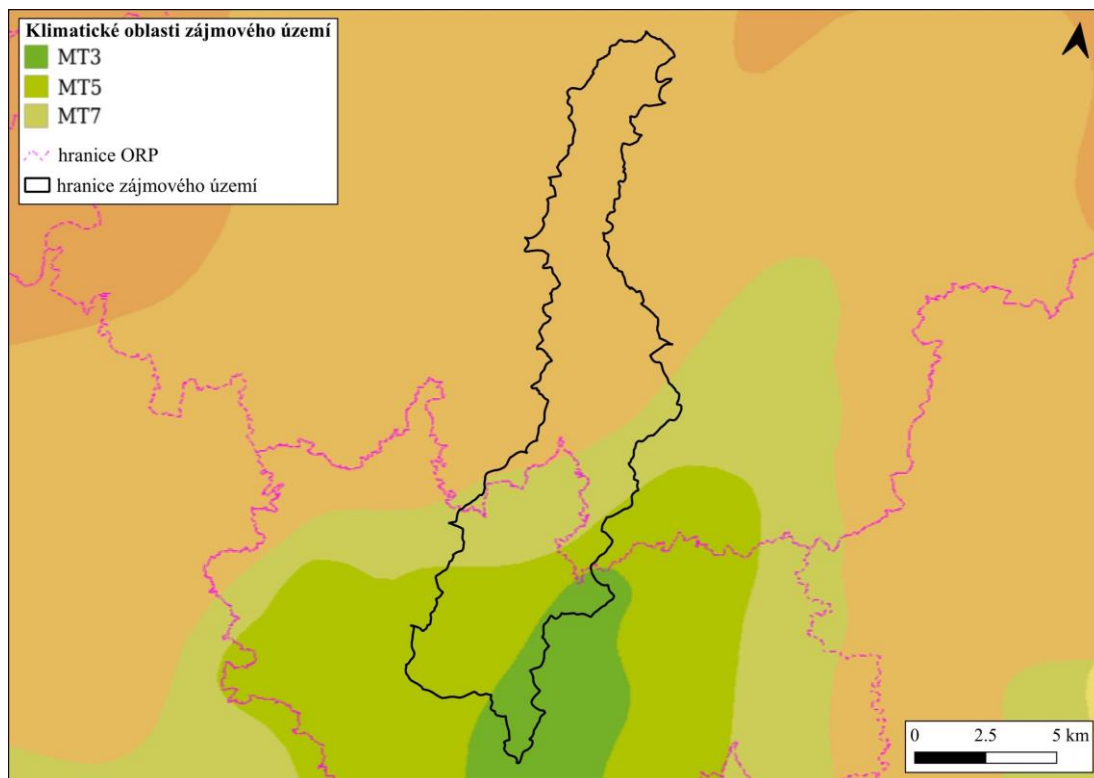 Klimatické oblasti zájmového území
MT3
MT5
MT7
hranice ORP
hranice zájmového území
0 2.5 5 km